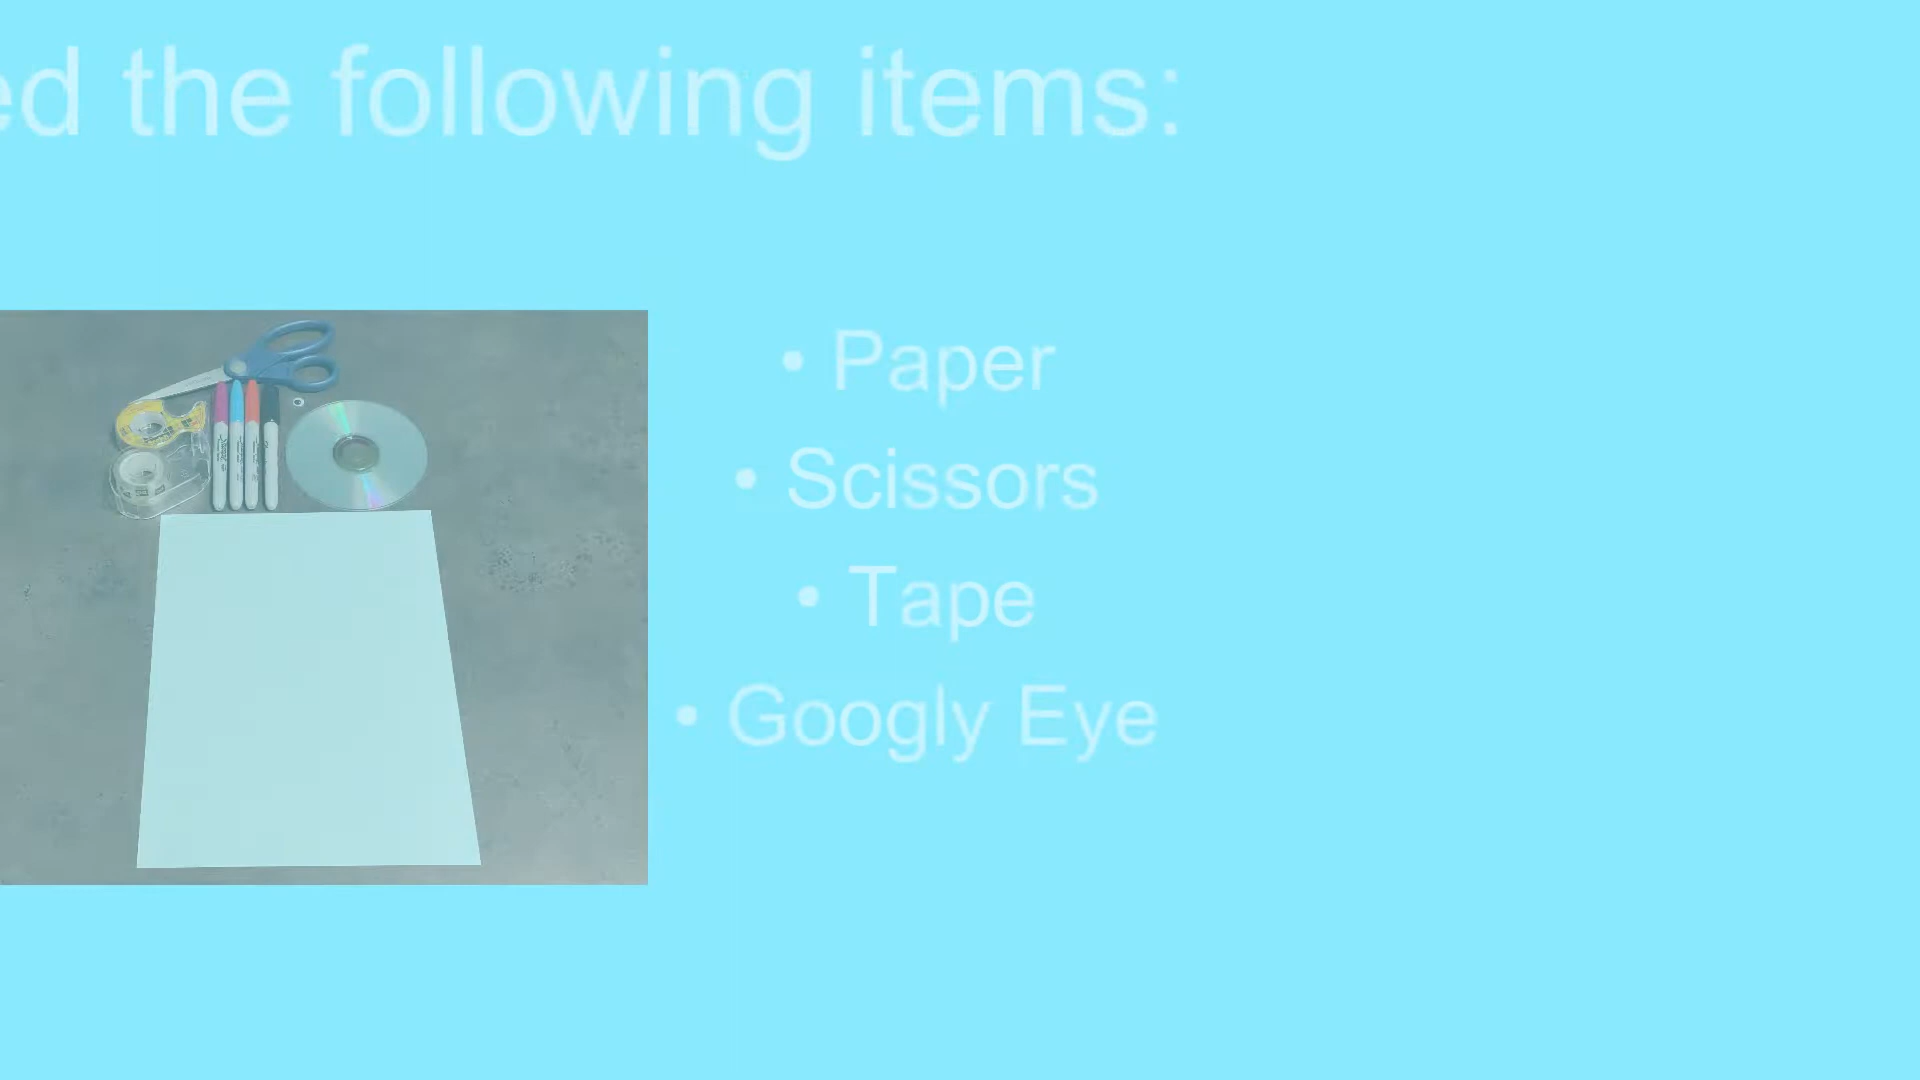 ed the following items:
• Paper
• Scissors
• Tape
• Googly Eye